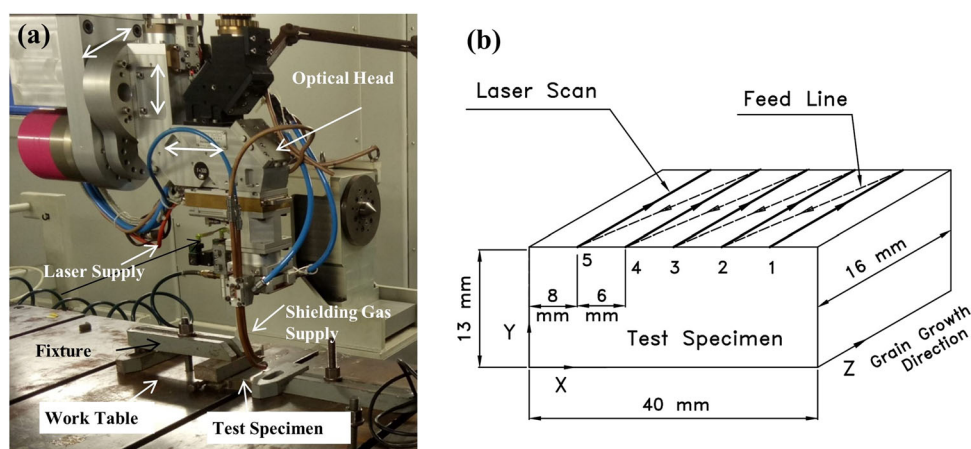 (a)
Optical Head
Laser Supply
Shielding Gas
Supply
Fixture
Work Table
Test Specimen
(b)
Laser Scan
Feed Line
5 4 3 2 1
8
mm
6
mm
13 mm
16 mm
Y
Test Specimen
X
Z
Grain Growth
Direction
40 mm